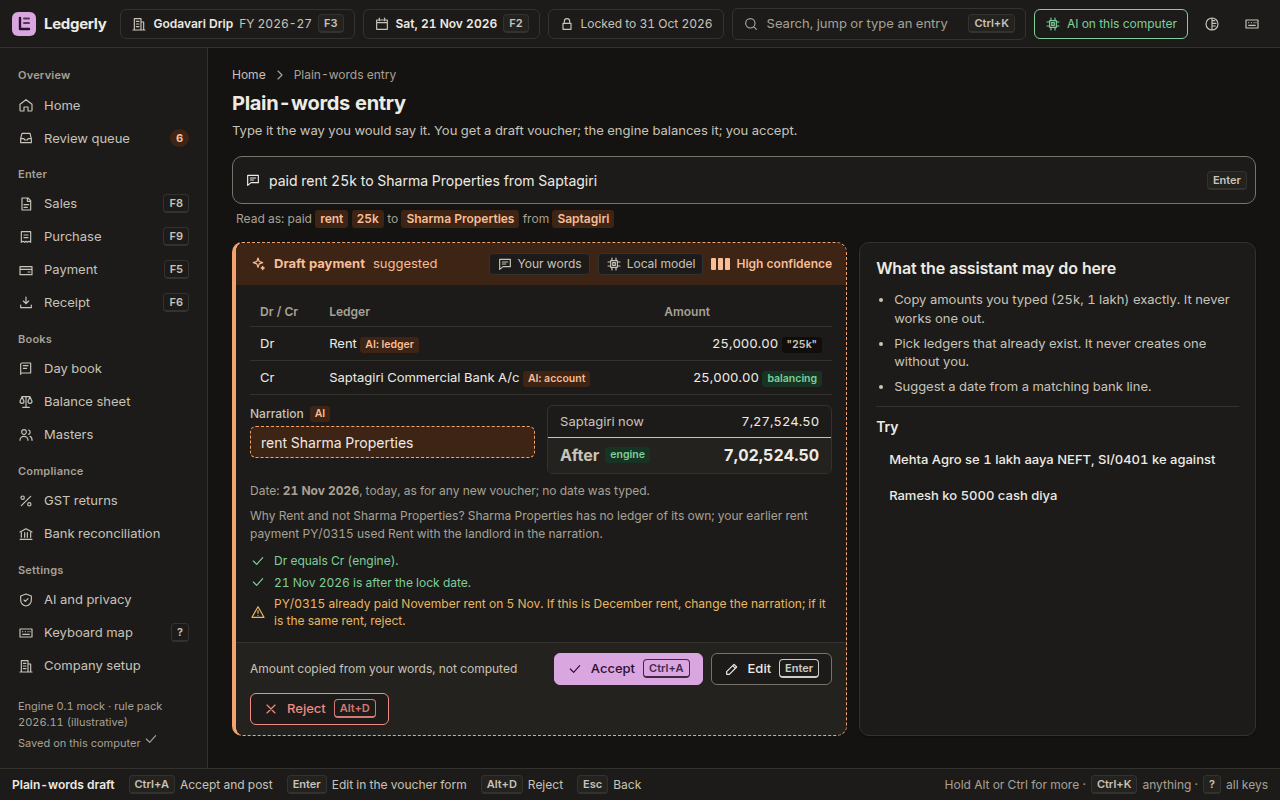 Ledgerly
Godavari Drip FY 2026-27 F3
Sat, 21 Nov 2026 F2
Locked to 31 Oct 2026
Search, jump or type an entry Ctrl+K
AI on this computer
Overview
Home
Review queue 6
Enter
Sales F8
Purchase F9
Payment F5
Receipt F6
Books
Day book
Balance sheet
Masters
Compliance
GST returns
Bank reconciliation
Settings
AI and privacy
Keyboard map ?
Company setup
Engine 0.1 mock · rule pack
2026.11 (illustrative)
Saved on this computer
Home > Plain-words entry
Plain-words entry
Type it the way you would say it. You get a draft voucher; the engine balances it; you accept.
paid rent 25k to Sharma Properties from Saptagiri Enter
Read as: paid rent 25k to Sharma Properties from Saptagiri
Draft payment suggested Your words Local model High confidence
Dr / Cr Ledger Amount
Dr Rent AI: ledger 25,000.00 "25k"
Cr Saptagiri Commercial Bank A/c AI: account 25,000.00 balancing
Narration AI
rent Sharma Properties
Saptagiri now 7,27,524.50
After engine 7,02,524.50
Date: 21 Nov 2026, today, as for any new voucher; no date was typed.
Why Rent and not Sharma Properties? Sharma Properties has no ledger of its own; your earlier rent
payment PY/0315 used Rent with the landlord in the narration.
Dr equals Cr (engine).
21 Nov 2026 is after the lock date.
PY/0315 already paid November rent on 5 Nov. If this is December rent, change the narration; if it
is the same rent, reject.
Amount copied from your words, not computed
Accept Ctrl+A
Edit Enter
Reject Alt+D
What the assistant may do here
• Copy amounts you typed (25k, 1 lakh) exactly. It never
works one out.
• Pick ledgers that already exist. It never creates one
without you.
• Suggest a date from a matching bank line.
Try
Mehta Agro se 1 lakh aaya NEFT, SI/0401 ke against
Ramesh ko 5000 cash diya
Plain-words draft Ctrl+A Accept and post Enter Edit in the voucher form Alt+D Reject Esc Back
Hold Alt or Ctrl for more · Ctrl+K anything · ? all keys